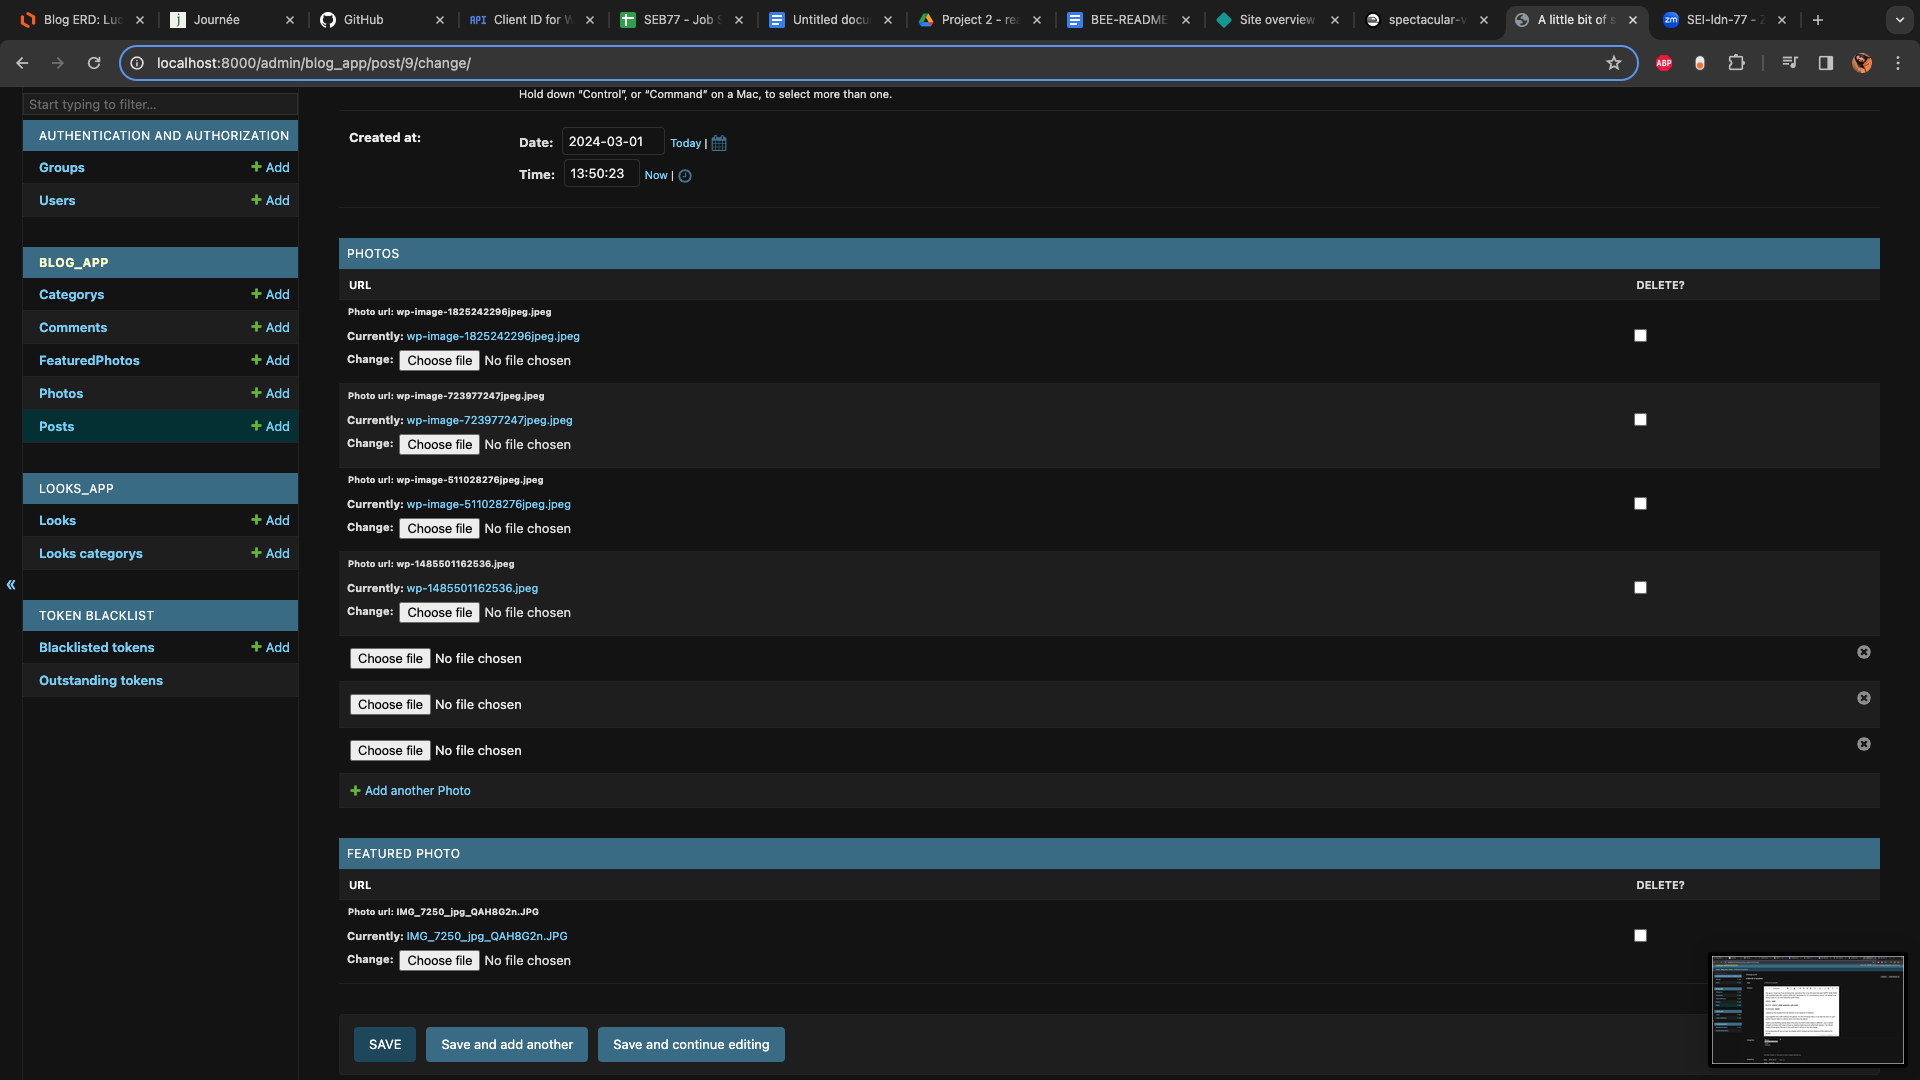 Blog ERD: Luc
Journée
GitHub
API Client ID for W
SEB77 - Job S
Untitled docu
Project 2 - rea
BEE-README
Site overview
spectacular-v
A little bit of s
zm SEI-ldn-77 - Z
localhost:8000/admin/blog_app/post/9/change/
ABP
Start typing to filter...
AUTHENTICATION AND AUTHORIZATION
Groups + Add
Users + Add
BLOG_APP
Categorys + Add
Comments + Add
FeaturedPhotos + Add
Photos + Add
Posts + Add
LOOKS_APP
Looks + Add
Looks categorys + Add
«
TOKEN BLACKLIST
Blacklisted tokens + Add
Outstanding tokens
Hold down “Control”, or “Command” on a Mac, to select more than one.
Created at:
Date: 2024-03-01 Today |
Time: 13:50:23 Now |
PHOTOS
URL DELETE?
Photo url: wp-image-1825242296jpeg.jpeg
Currently: wp-image-1825242296jpeg.jpeg
Change: Choose file No file chosen
Photo url: wp-image-723977247jpeg.jpeg
Currently: wp-image-723977247jpeg.jpeg
Change: Choose file No file chosen
Photo url: wp-image-511028276jpeg.jpeg
Currently: wp-image-511028276jpeg.jpeg
Change: Choose file No file chosen
Photo url: wp-1485501162536.jpeg
Currently: wp-1485501162536.jpeg
Change: Choose file No file chosen
Choose file No file chosen
Choose file No file chosen
Choose file No file chosen
+ Add another Photo
FEATURED PHOTO
URL DELETE?
Photo url: IMG_7250_jpg_QAH8G2n.JPG
Currently: IMG_7250_jpg_QAH8G2n.JPG
Change: Choose file No file chosen
SAVE
Save and add another
Save and continue editing